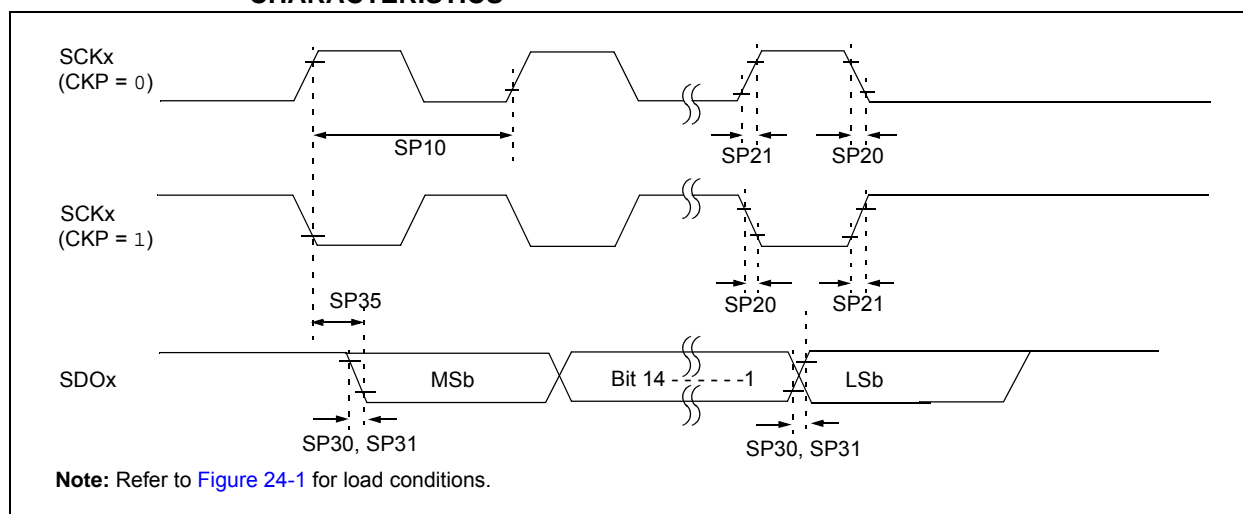 CHARACTERISTICS
SCKx
(CKP = 0)
SP10
SP21
SP20
SCKx
(CKP = 1)
SP35
SP20
SP21
SDOx
MSb
Bit 14 - - - - - -1
LSb
SP30, SP31
SP30, SP31
Note: Refer to Figure 24-1 for load conditions.